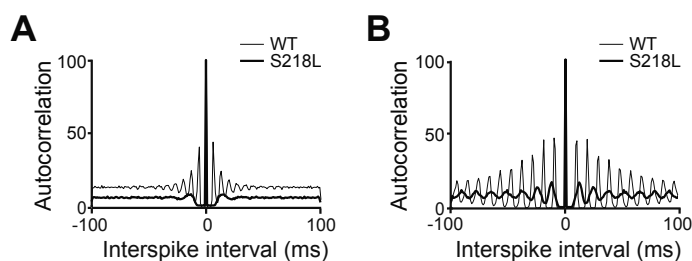 A
WT
S218L
Autocorrelation
100
50
0
-100
0
100
Interspike interval (ms)
B
WT
S218L
Autocorrelation
100
50
0
-100
0
100
Interspike interval (ms)